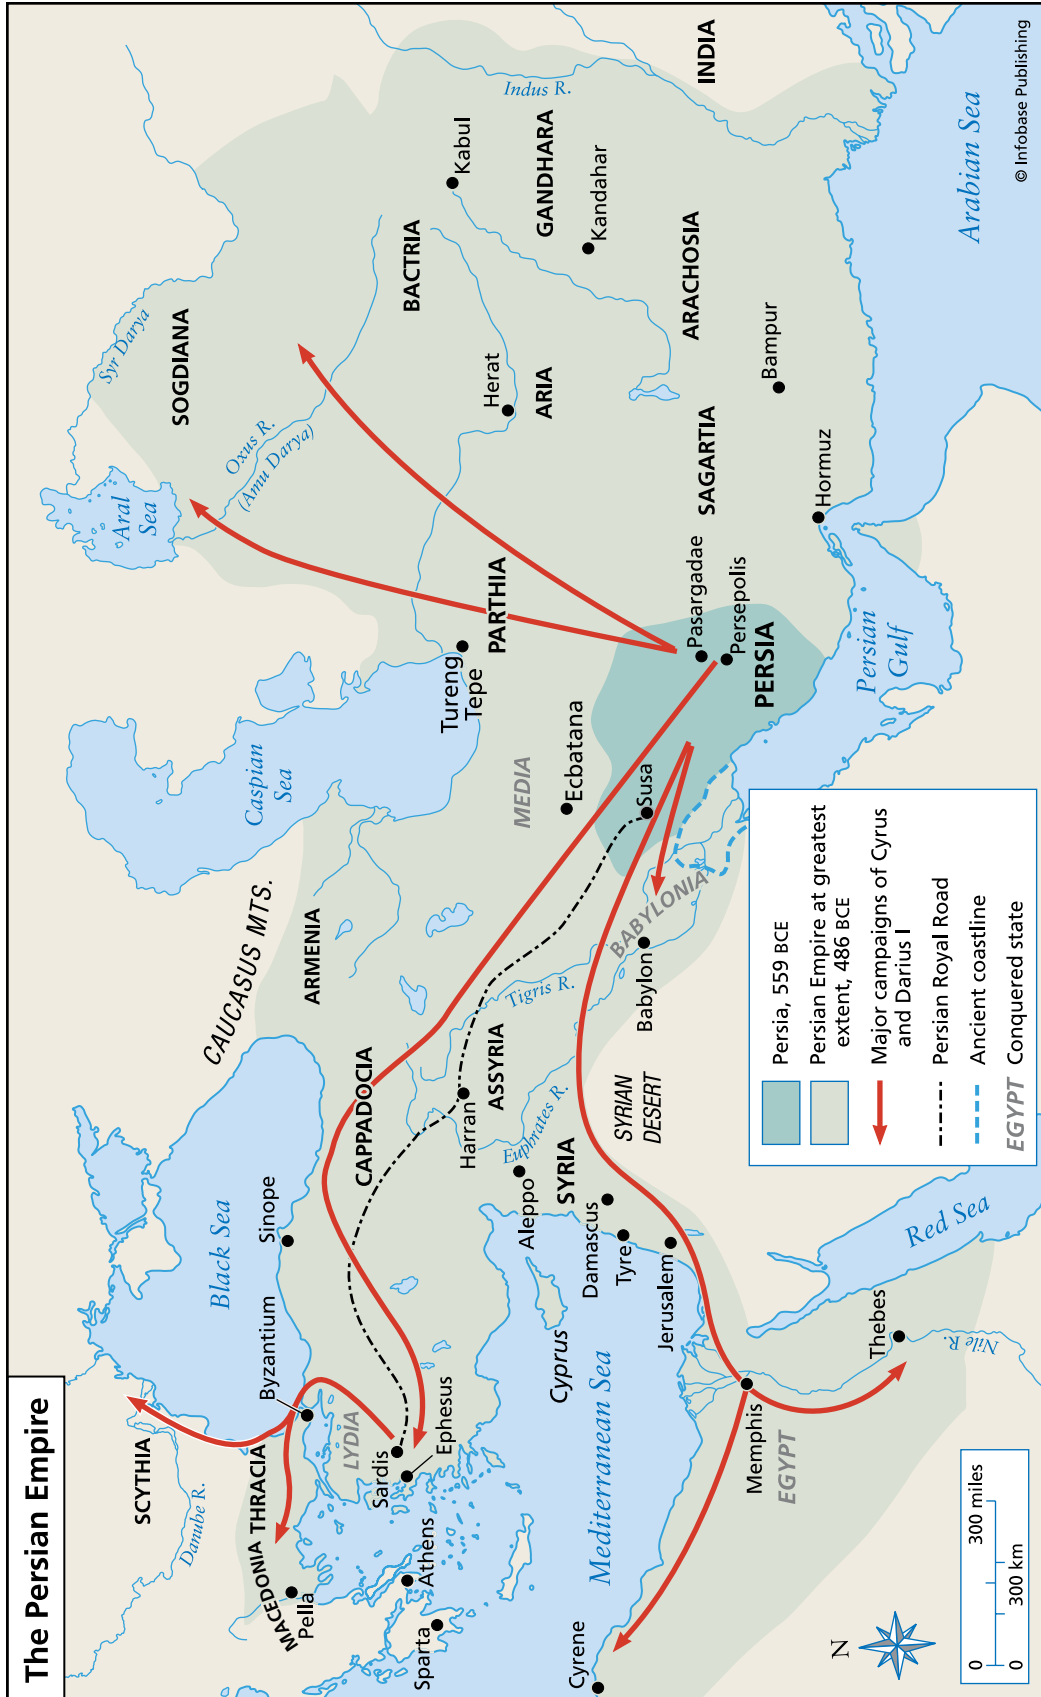 The Persian Empire
SCYTHIA
Danube R.
MACEDONIA
THRACIA
Pella
Byzantium
Black Sea
Sinope
CAUCASUS MTS.
Caspian
Sea
Aral
Sea
Syr Darya
SOGDIANA
Oxus R.
(Amu Darya)
LYDIA
Sardis
Ephesus
Athens
Sparta
CAPPADOCIA
ARMENIA
Harran
ASSYRIA
Tigris R.
Euphrates R.
Aleppo
SYRIA
SYRIAN
DESERT
Cyprus
Damascus
Tyre
Jerusalem
Mediterranean Sea
Cyrene
Memphis
EGYPT
Thebes
Nile R.
Red Sea
Babylon
BABYLONIA
MEDIA
Ecbatana
Susa
Tureng
Tepe
PARTHIA
Pasargadae
Persepolis
PERSIA
Persian
Gulf
Hormuz
SAGARTIA
Bampur
Herat
ARIA
BACTRIA
ARACHOSIA
Kandahar
GANDHARA
Kabul
Indus R.
INDIA
Arabian Sea
N
0 300 miles
0 300 km
Persia, 559 BCE
Persian Empire at greatest
extent, 486 BCE
Major campaigns of Cyrus
and Darius I
Persian Royal Road
Ancient coastline
EGYPT Conquered state
© Infobase Publishing